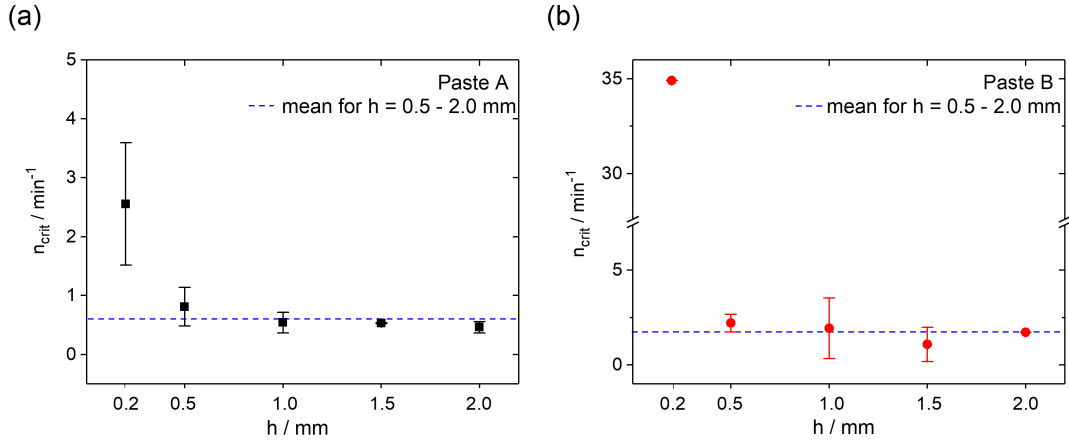 (a)
Paste A
mean for h = 0.5 - 2.0 mm
5
4
3
2
1
0
n_crit / min⁻¹
0.2 0.5 1.0 1.5 2.0
h / mm
(b)
Paste B
mean for h = 0.5 - 2.0 mm
35
33
5
0
n_crit / min⁻¹
0.2 0.5 1.0 1.5 2.0
h / mm